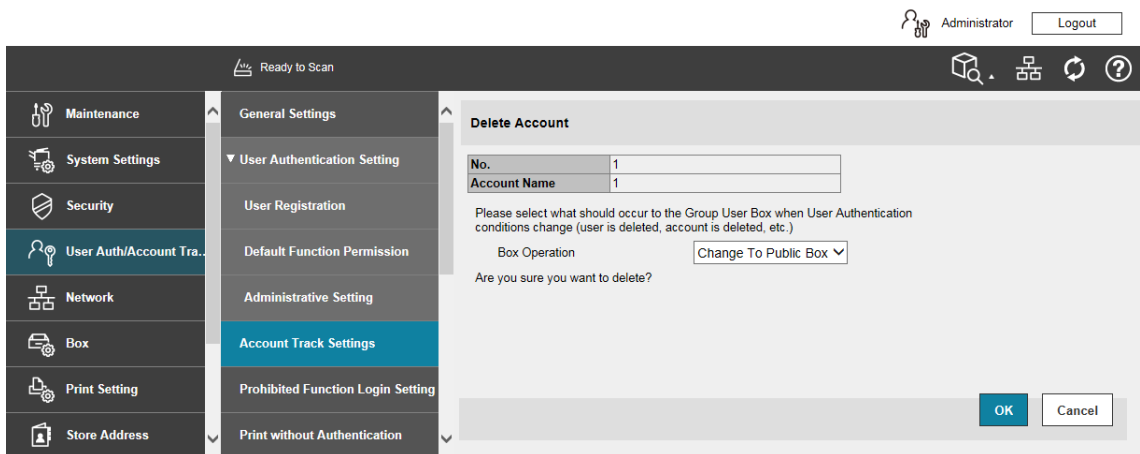 Administrator
Logout
Ready to Scan
Maintenance
System Settings
Security
User Auth/Account Tra..
Network
Box
Print Setting
Store Address
General Settings
▼ User Authentication Setting
User Registration
Default Function Permission
Administrative Setting
Account Track Settings
Prohibited Function Login Setting
Print without Authentication
Delete Account
No. 1
Account Name 1
Please select what should occur to the Group User Box when User Authentication
conditions change (user is deleted, account is deleted, etc.)
Box Operation Change To Public Box
Are you sure you want to delete?
OK Cancel